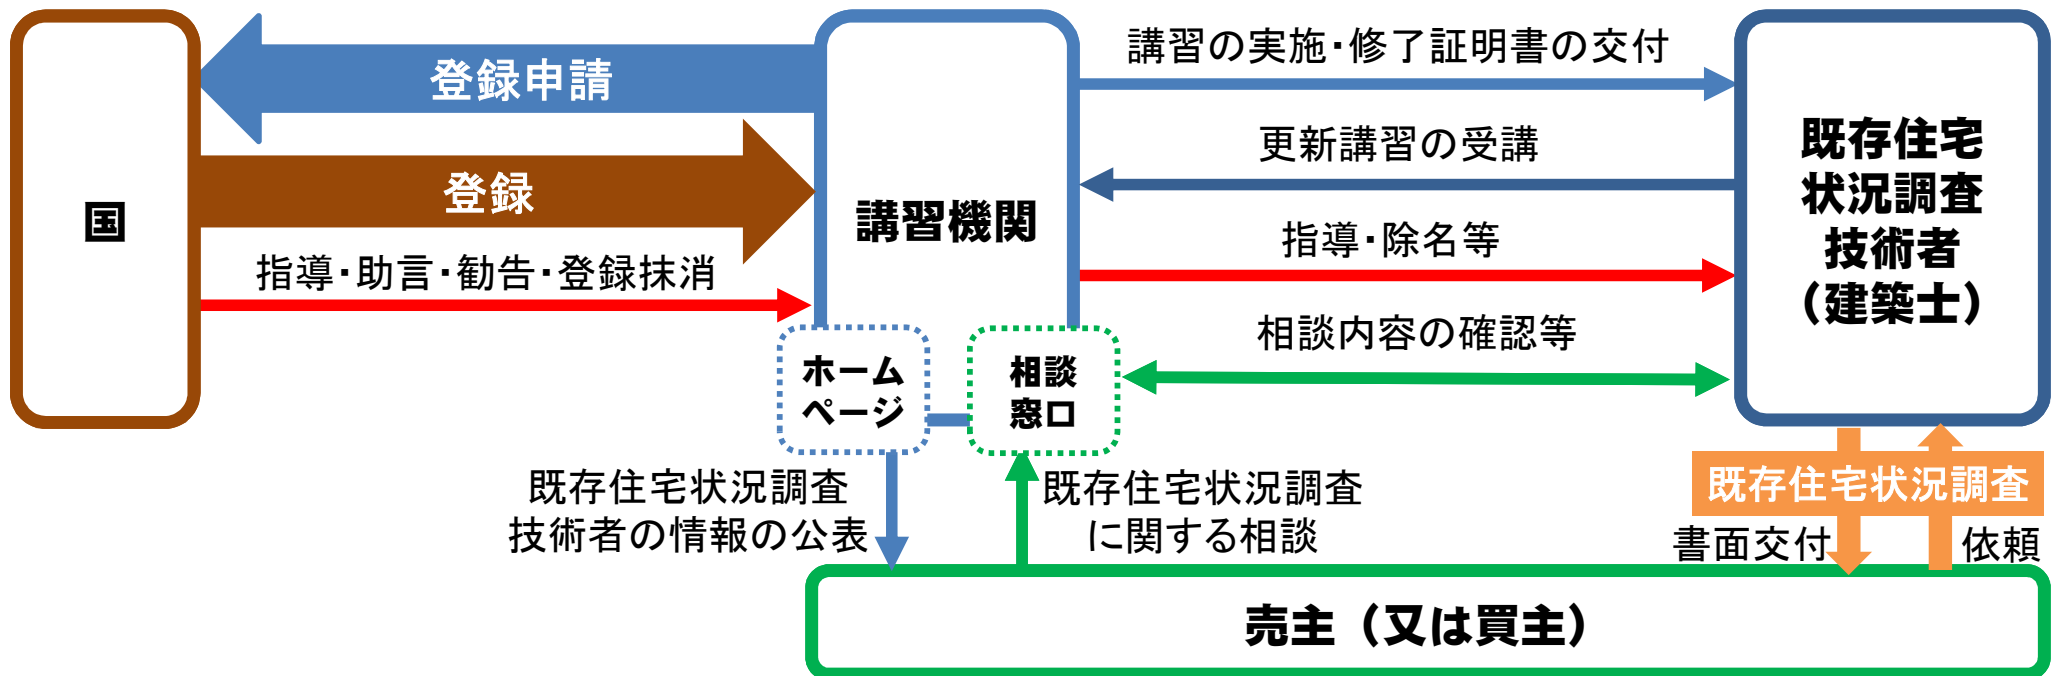 国
登録申請
登録
指導・助言・勧告・登録抹消
講習機関
ホーム
ページ
相談
窓口
講習の実施・修了証明書の交付
更新講習の受講
指導・除名等
相談内容の確認等
既存住宅
状況調査
技術者
（建築士）
既存住宅状況調査
技術者の情報の公表
既存住宅状況調査
に関する相談
既存住宅状況調査
書面交付
依頼
売主（又は買主）